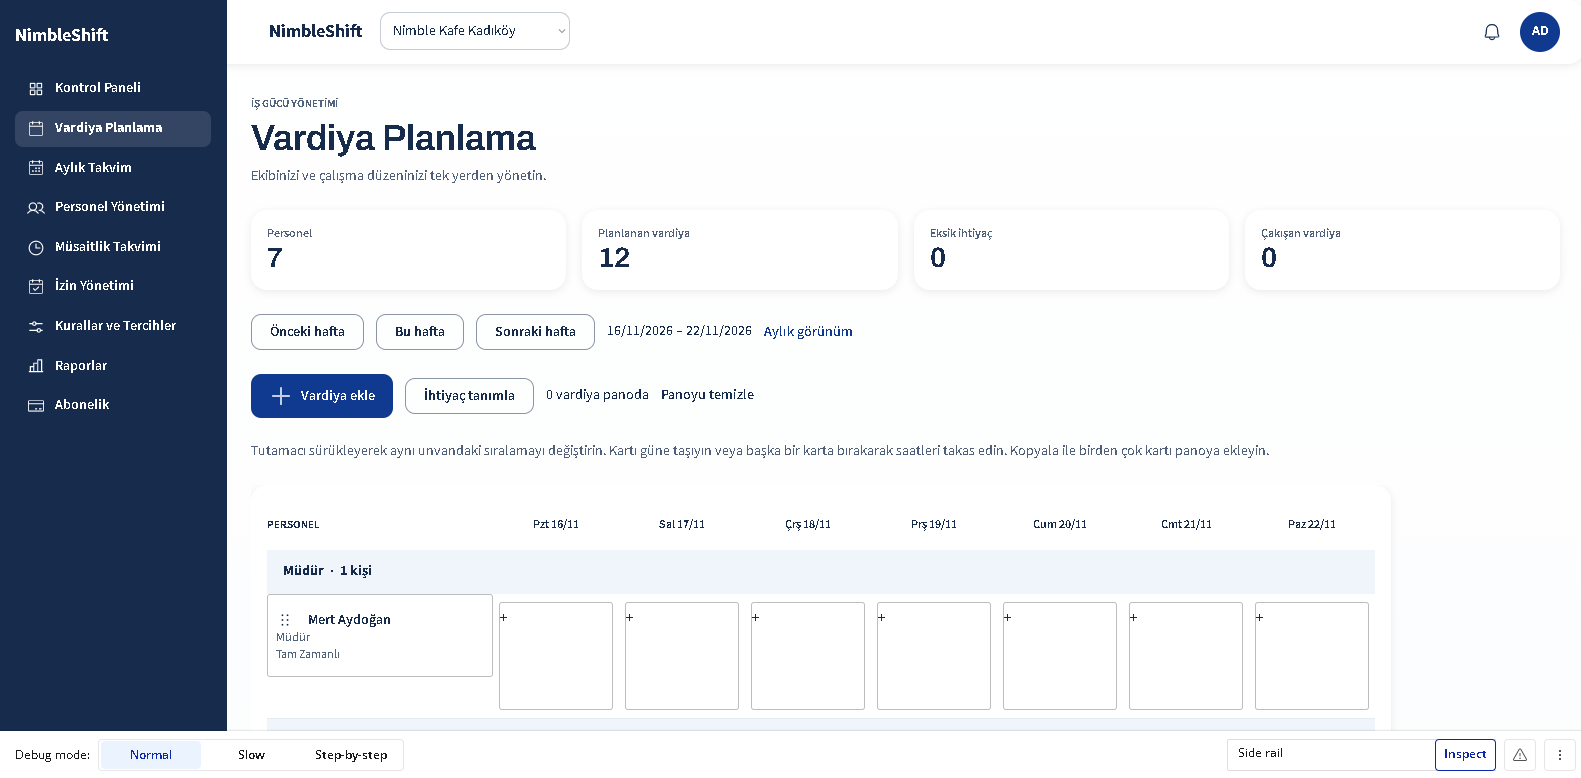 NimbleShift
Kontrol Paneli
Vardiya Planlama
Aylık Takvim
Personel Yönetimi
Müsaitlik Takvimi
İzin Yönetimi
Kurallar ve Tercihler
Raporlar
Abonelik
NimbleShift
Nimble Kafe Kadıköy
AD
İŞ GÜCÜ YÖNETİMİ
Vardiya Planlama
Ekibinizi ve çalışma düzeninizi tek yerden yönetin.
Personel
7
Planlanan vardiya
12
Eksik ihtiyaç
0
Çakışan vardiya
0
Önceki hafta Bu hafta Sonraki hafta 16/11/2026 – 22/11/2026 Aylık görünüm
Vardiya ekle İhtiyaç tanımla 0 vardiya panoda Panoyu temizle
Tutamacı sürükleyerek aynı unvandaki sıralamayı değiştirin. Kartı güne taşıyın veya başka bir karta bırakarak saatleri takas edin. Kopyala ile birden çok kartı panoya ekleyin.
PERSONEL Pzt 16/11 Sal 17/11 Çrş 18/11 Prş 19/11 Cum 20/11 Cmt 21/11 Paz 22/11
Müdür · 1 kişi
Mert Aydoğan + + + + + + +
Müdür
Tam Zamanlı
Debug mode: Normal Slow Step-by-step Side rail Inspect